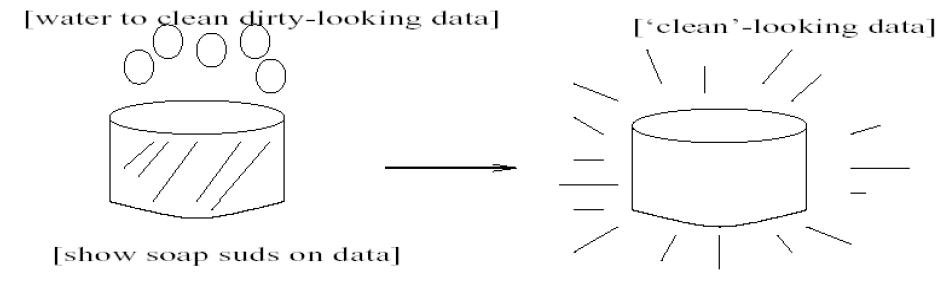 [water to clean dirty-looking data]
[‘clean’-looking data]
[show soap suds on data]